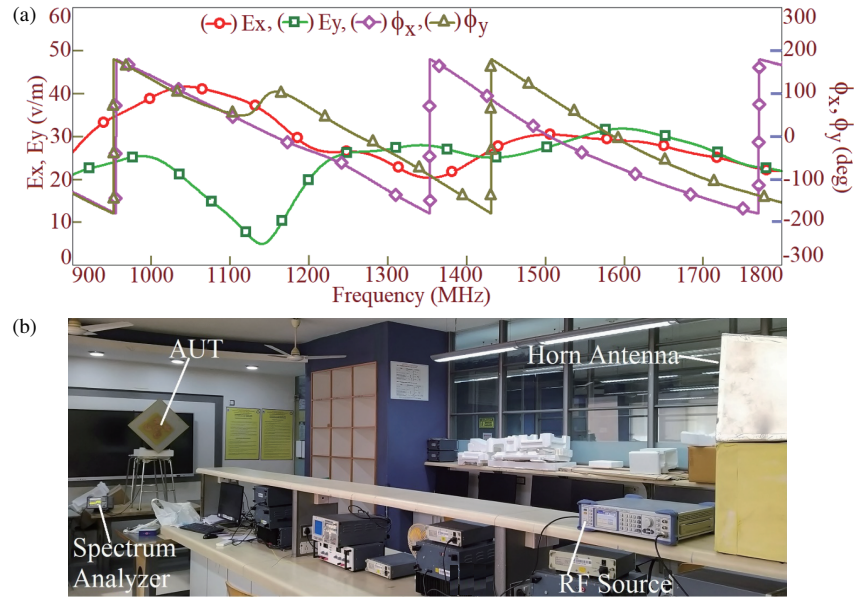 (a)
(○) Ex, (□) Ey, (◇) ϕx, (△) ϕy
60
50
40
30
20
10
0
Ex, Ey (v/m)
300
200
100
0
-100
-200
-300
ϕx, ϕy (deg)
900 1000 1100 1200 1300 1400 1500 1600 1700 1800
Frequency (MHz)
(b)
AUT
Horn Antenna
Spectrum
Analyzer
RF Source